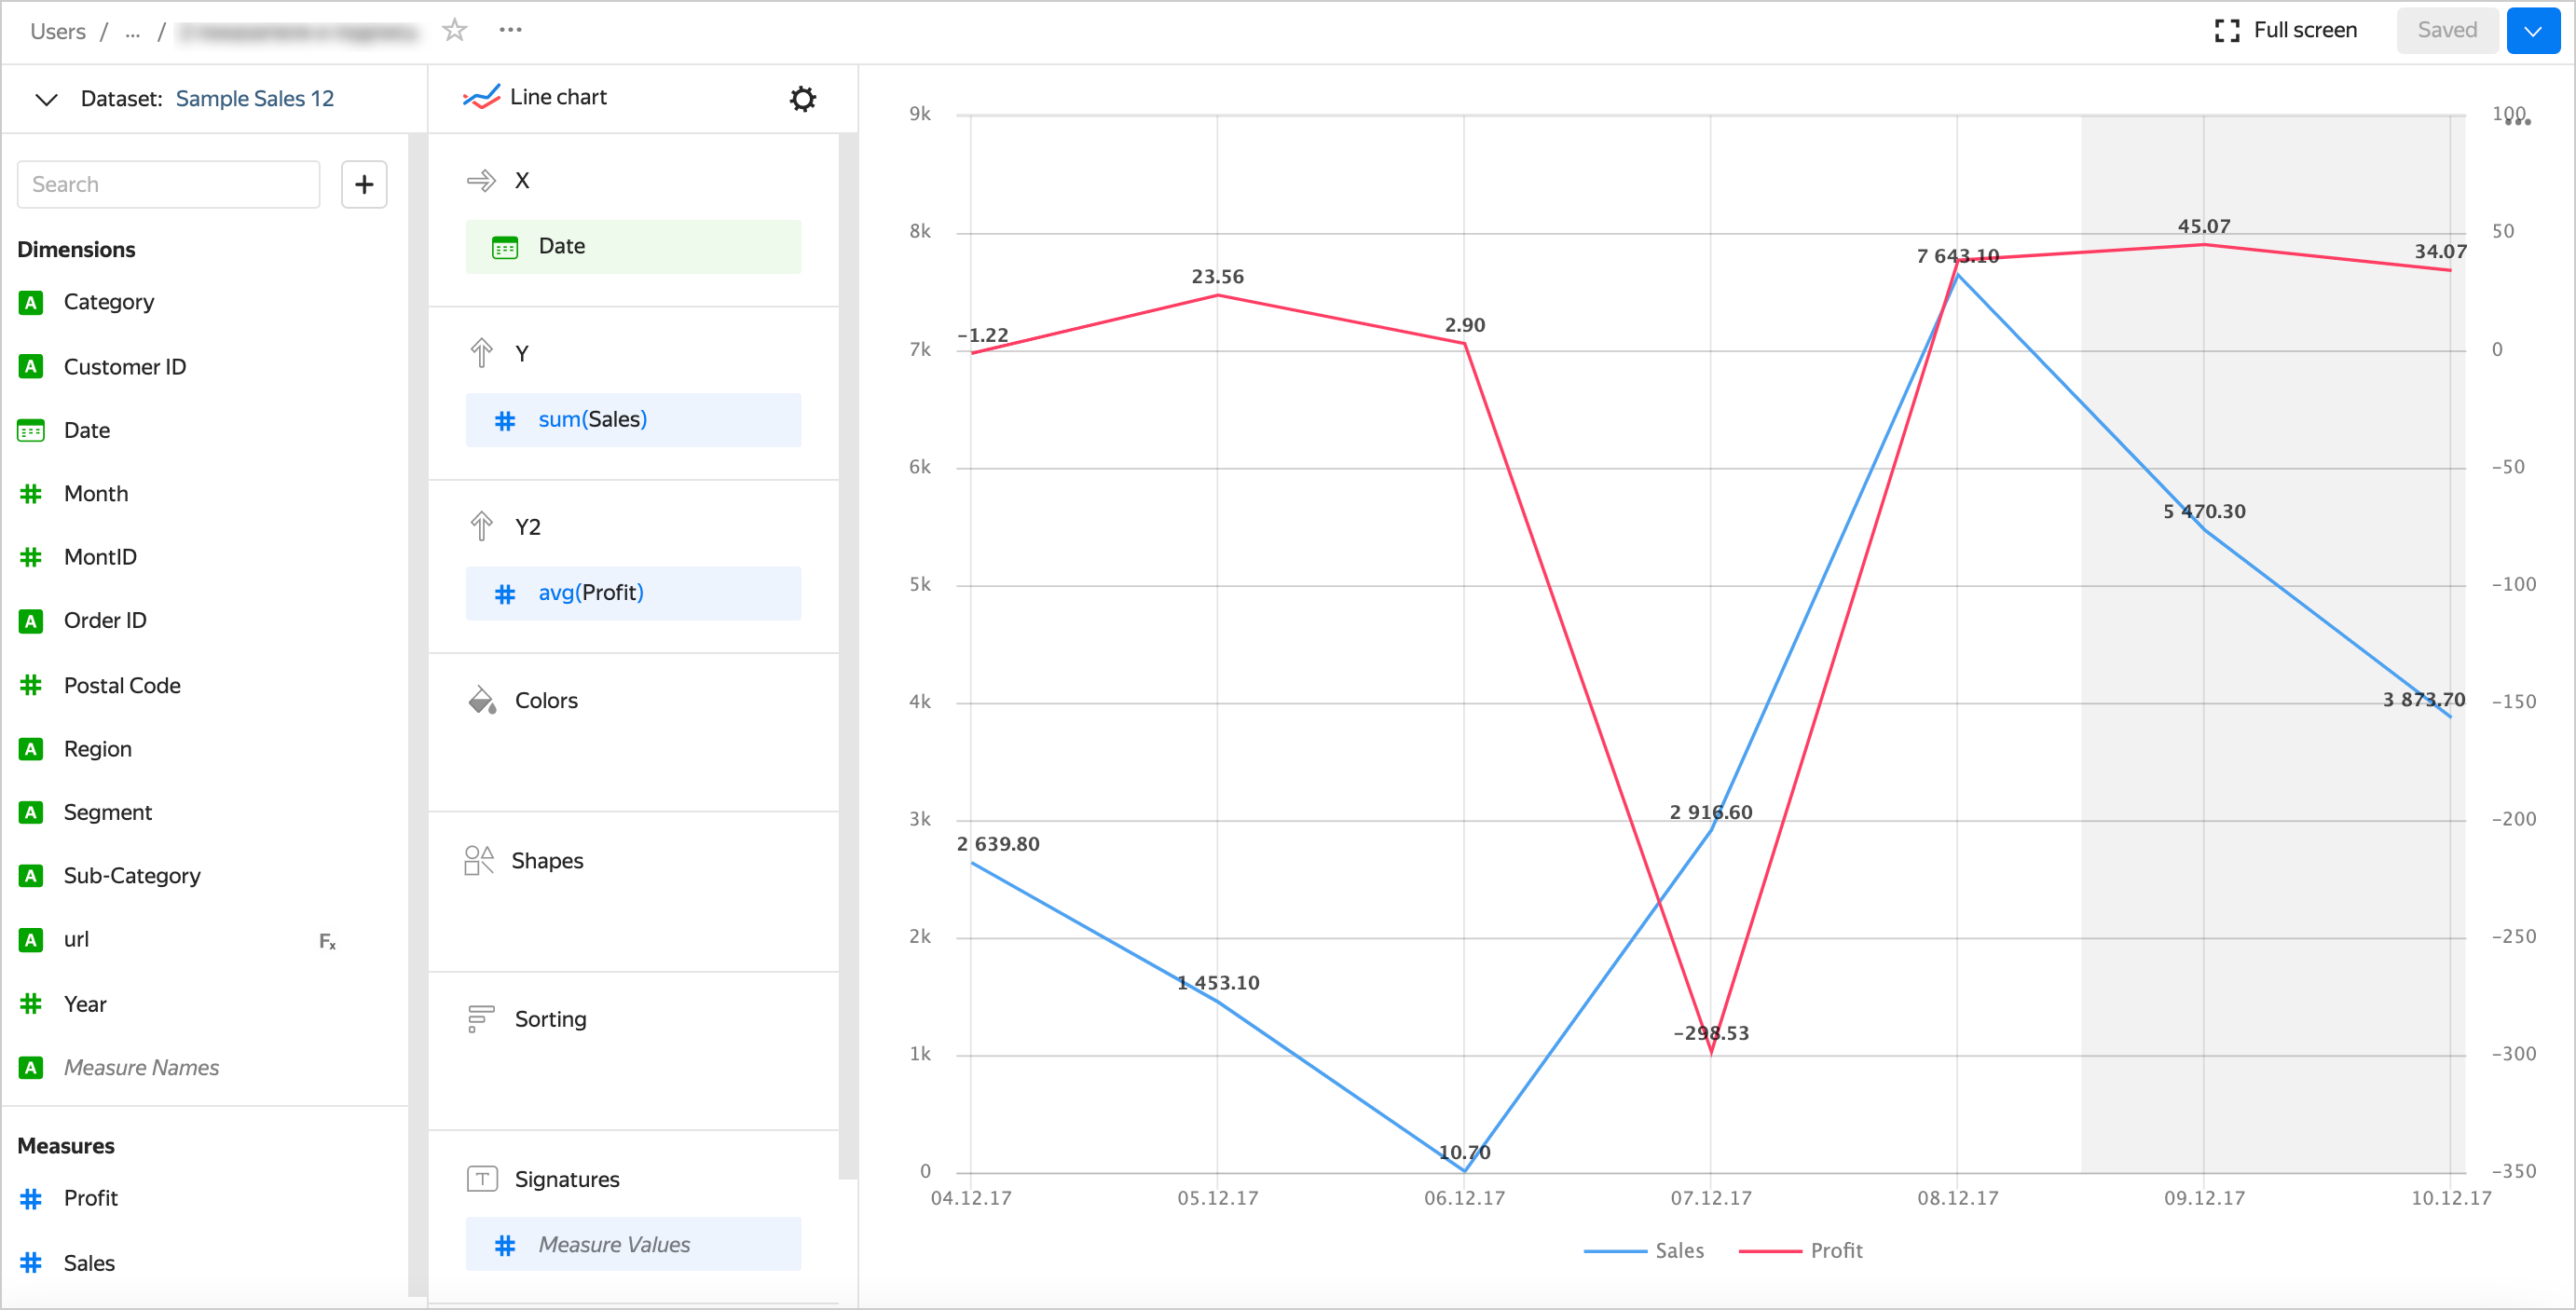 Users / ... /
Full screen
Saved
Dataset: Sample Sales 12
Search
Dimensions
A Category
A Customer ID
Date
# Month
# MontID
A Order ID
# Postal Code
A Region
A Segment
A Sub-Category
A url Fx
# Year
A Measure Names
Measures
# Profit
# Sales
Line chart
X
Date
Y
# sum(Sales)
Y2
# avg(Profit)
Colors
Shapes
Sorting
T Signatures
# Measure Values
9k
8k
7k
6k
5k
4k
3k
2k
1k
0
100
50
0
−50
−100
−150
−200
−250
−300
−350
−1.22
23.56
2.90
−298.53
7 643.10
45.07
34.07
5 470.30
3 873.70
2 916.60
2 639.80
1 453.10
10.70
04.12.17
05.12.17
06.12.17
07.12.17
08.12.17
09.12.17
10.12.17
Sales
Profit